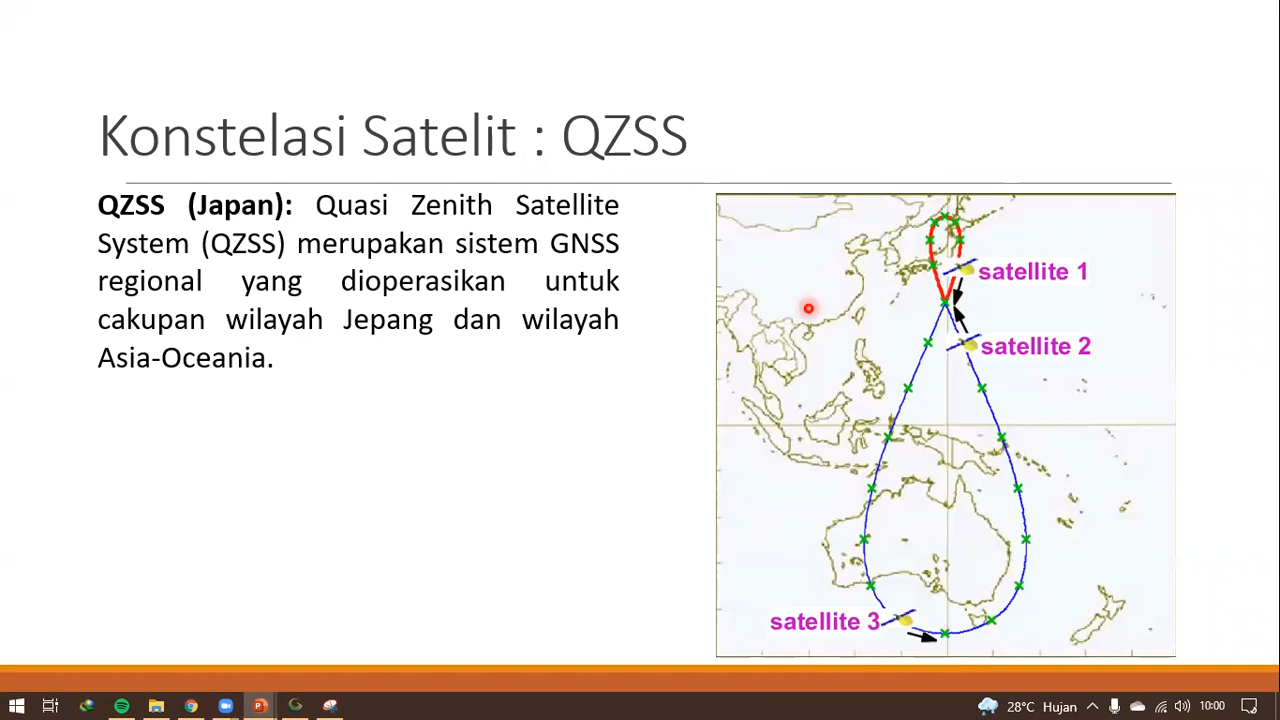 Konstelasi Satelit : QZSS
QZSS (Japan): Quasi Zenith Satellite
System (QZSS) merupakan sistem GNSS
regional yang dioperasikan untuk
cakupan wilayah Jepang dan wilayah
Asia-Oceania.
satellite 1
satellite 2
satellite 3
28°C Hujan
10:00